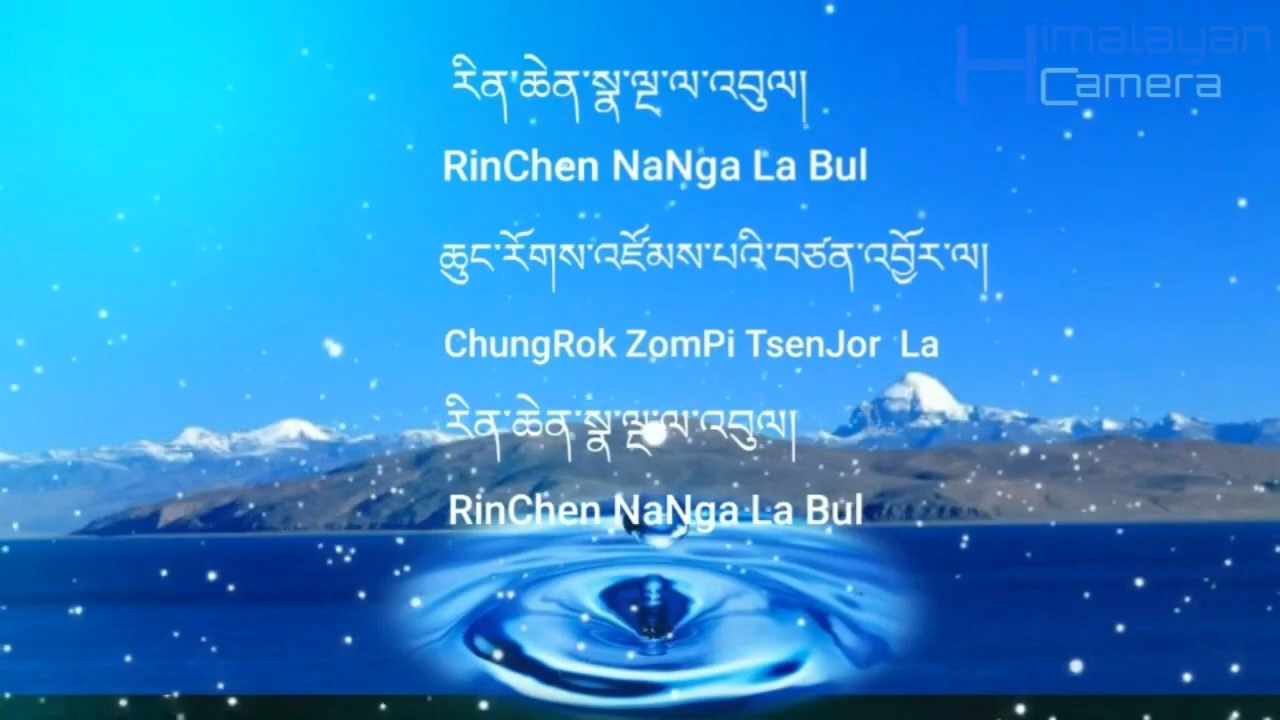 Himalayan
Camera
རིན་ཆེན་སྣ་ལྔ་ལ་འབུལ།
RinChen NaNga La Bul
ཆུང་རོགས་འཛོམས་པའི་བཙན་འབྱོར་ལ།
ChungRok ZomPi TsenJor La
རིན་ཆེན་སྣ་ལྔ་ལ་འབུལ།
RinChen NaNga La Bul